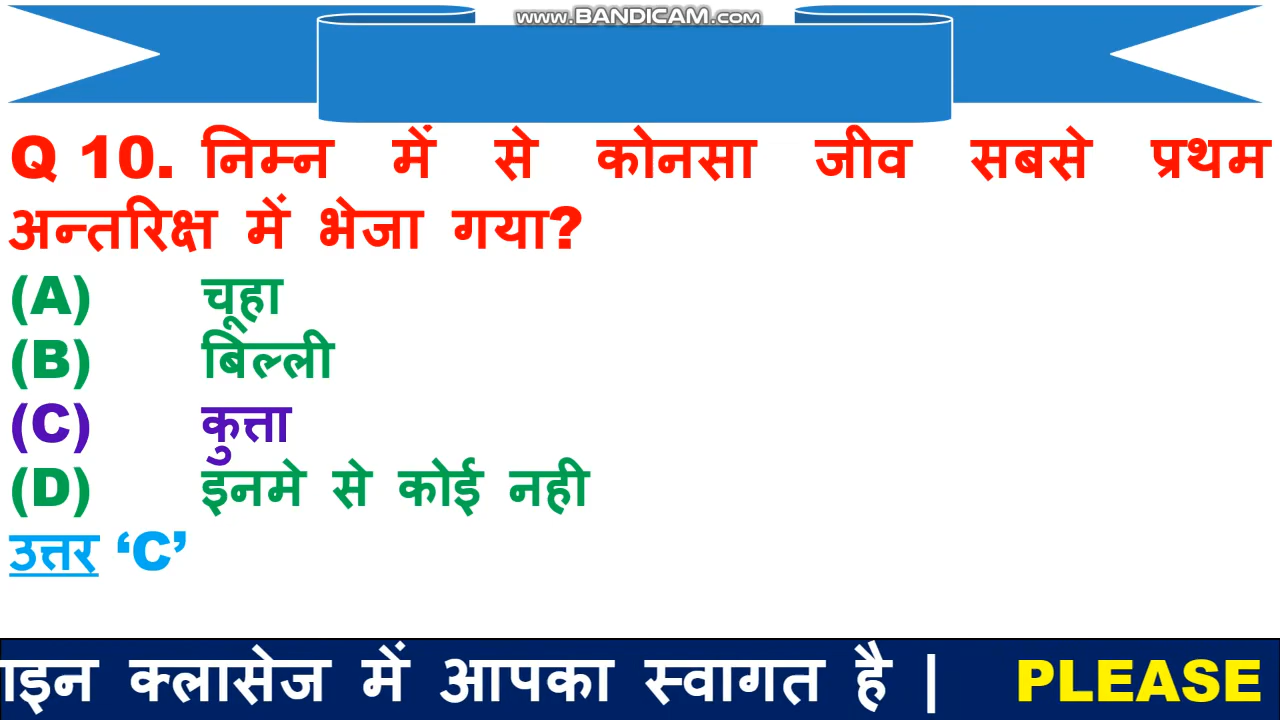 www.BANDICAM.com
Q 10. निम्न में से कोनसा जीव सबसे प्रथम
अन्तरिक्ष में भेजा गया?
(A) चूहा
(B) बिल्ली
(C) कुत्ता
(D) इनमे से कोई नही
उत्तर ‘C’
ाइन क्लासेज में आपका स्वागत है | PLEASE